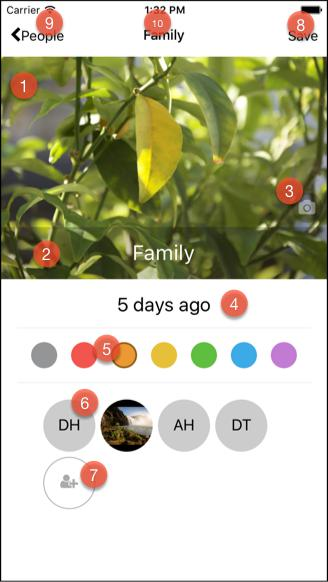 Carrier 1:32 PM
9 10 8
People Family Save
1
3
2 Family
5 days ago 4
5
6
DH AH DT
7